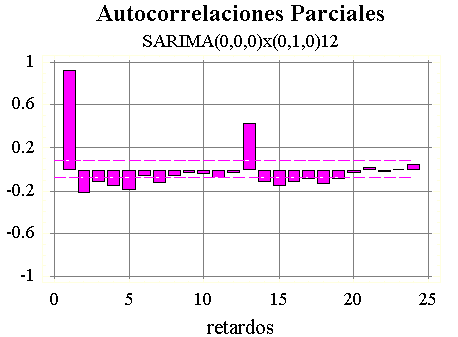 Autocorrelaciones Parciales
SARIMA(0,0,0)x(0,1,0)12
1
0.6
0.2
-0.2
-0.6
-1
0 5 10 15 20 25
retardos